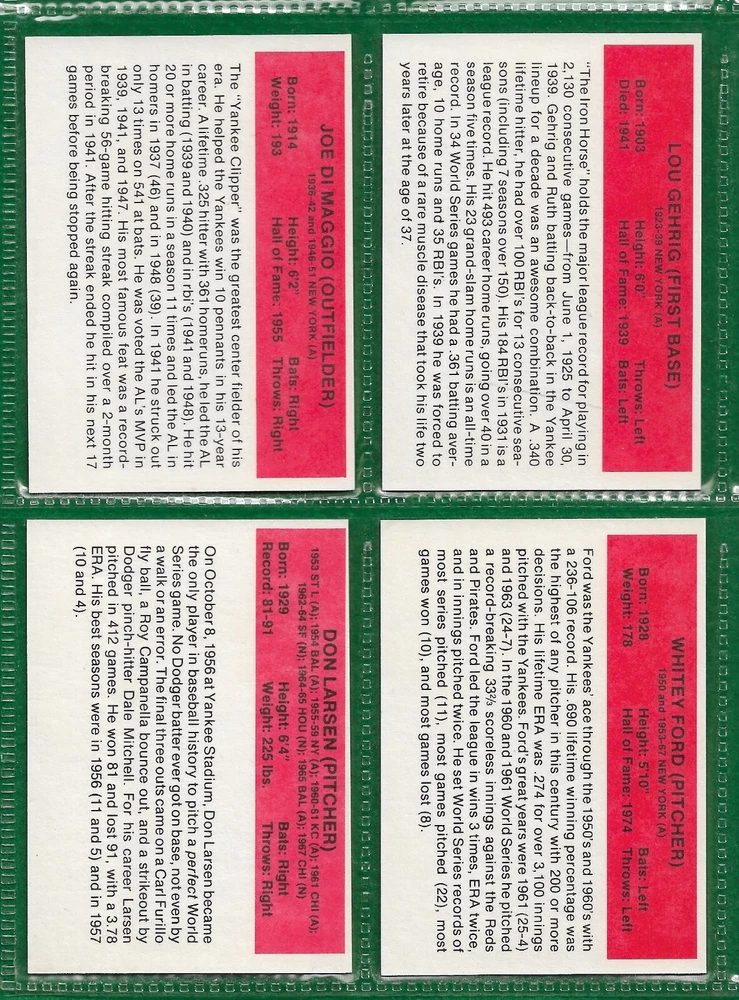 LOU GEHRIG (FIRST BASE)
1923-39 NEW YORK (A)
Born: 1903 Height: 6'0" Throws: Left
Died: 1941 Hall of Fame: 1939 Bats: Left
"The Iron Horse" holds the major league record for playing in
2,130 consecutive games—from June 1, 1925 to April 30,
1939. Gehrig and Ruth batting back-to-back in the Yankee
lineup for a decade was an awesome combination. A .340
lifetime hitter, he had over 100 RBI's for 13 consecutive sea-
sons (including 7 seasons over 150). His 184 RBI's in 1931 is a
league record. He hit 493 career home runs, going over 40 in a
season five times. His 23 grand-slam home runs is an all-time
record. In 34 World Series games he had a .361 batting aver-
age, 10 home runs and 35 RBI's. In 1939 he was forced to
retire because of a rare muscle disease that took his life two
years later at the age of 37.
WHITEY FORD (PITCHER)
1950 and 1953-67 NEW YORK (A)
Born: 1928 Height: 5'10" Bats: Left
Weight: 178 Hall of Fame: 1974 Throws: Left
Ford was the Yankees' ace through the 1950's and 1960's with
a 236-106 record. His .690 lifetime winning percentage was
the highest of any pitcher in this century with 200 or more
decisions. His lifetime ERA was .274 for over 3,100 innings
pitched with the Yankees. Ford's great years were 1961 (25-4)
and 1963 (24-7). In the 1960 and 1961 World Series he pitched
a record-breaking 33⅔ scoreless innings against the Reds
and Pirates. Ford led the league in wins 3 times, ERA twice,
and in innings pitched twice. He set World Series records of
most series pitched (11), most games pitched (22), most
games won (10), and most games lost (8).
JOE DI MAGGIO (OUTFIELDER)
1936-42 and 1946-51 NEW YORK (A)
Born: 1914 Height: 6'2" Bats: Right
Weight: 193 Hall of Fame: 1955 Throws: Right
The "Yankee Clipper" was the greatest center fielder of his
era. He helped the Yankees win 10 pennants in his 13-year
career. A lifetime .325 hitter with 361 homeruns, he led the AL
in batting (1939 and 1940) and in rbi's (1941 and 1948). He hit
20 or more home runs in a season 11 times and led the AL in
homers in 1937 (46) and in 1948 (39). In 1941 he struck out
only 13 times on 541 at bats. He was voted the AL's MVP in
1939, 1941, and 1947. His most famous feat was a record-
breaking 56-game hitting streak compiled over a 2-month
period in 1941. After the streak ended he hit in his next 17
games before being stopped again.
DON LARSEN (PITCHER)
1953 ST L (A); 1954 BAL (A); 1955-59 NY (A); 1960-61 KC (A); 1961 CHI (A);
1962-64 SF (N); 1964-65 HOU (N); 1965 BAL (A); 1967 CHI (N)
Born: 1929 Height: 6'4" Bats: Right
Record: 81-91 Weight: 225 lbs. Throws: Right
On October 8, 1956 at Yankee Stadium, Don Larsen became
the only player in baseball history to pitch a perfect World
Series game. No Dodger batter ever got on base, not even by
a walk or an error. The final three outs came on a Carl Furillo
fly ball, a Roy Campanella bounce out, and a strikeout by
Dodger pinch-hitter Dale Mitchell. For his career Larsen
pitched in 412 games. He won 81 and lost 91, with a 3.78
ERA. His best seasons were in 1956 (11 and 5) and in 1957
(10 and 4).